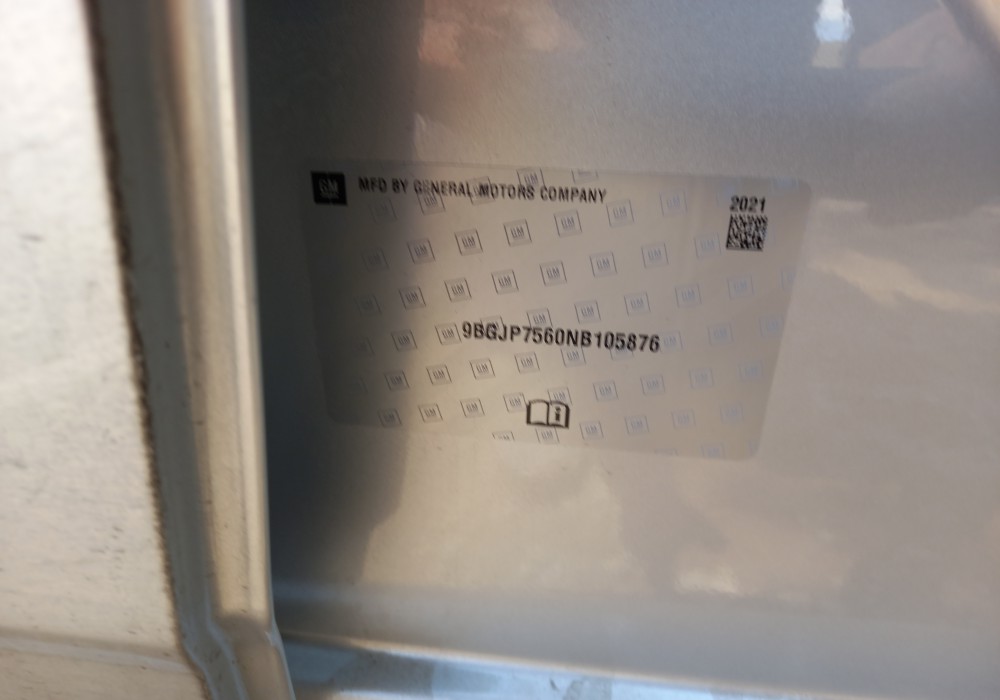 GM
MFD BY GENERAL MOTORS COMPANY
2021
9BGJP7560NB105876